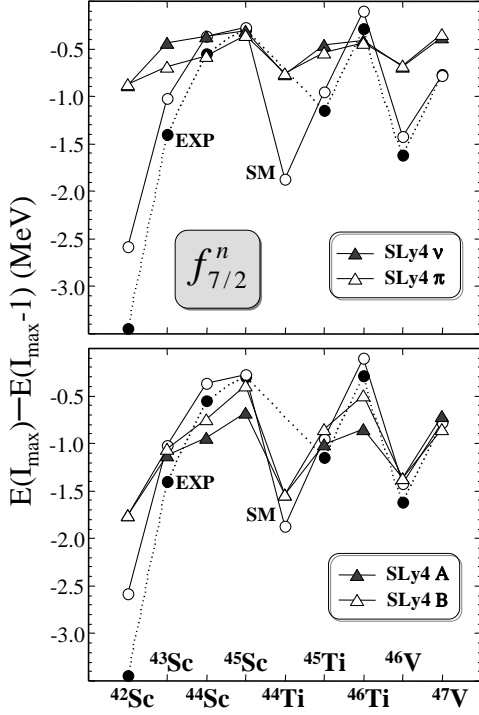 -0.5
-1.0
-1.5
-2.0
-2.5
-3.0
EXP
SM
f
n
7/2
SLy4 ν
SLy4 π
E(I_max)−E(I_max-1) (MeV)
-0.5
-1.0
-1.5
-2.0
-2.5
-3.0
EXP
SM
SLy4 A
SLy4 B
⁴³Sc ⁴⁵Sc ⁴⁵Ti ⁴⁶V
⁴²Sc ⁴⁴Sc ⁴⁴Ti ⁴⁶Ti ⁴⁷V